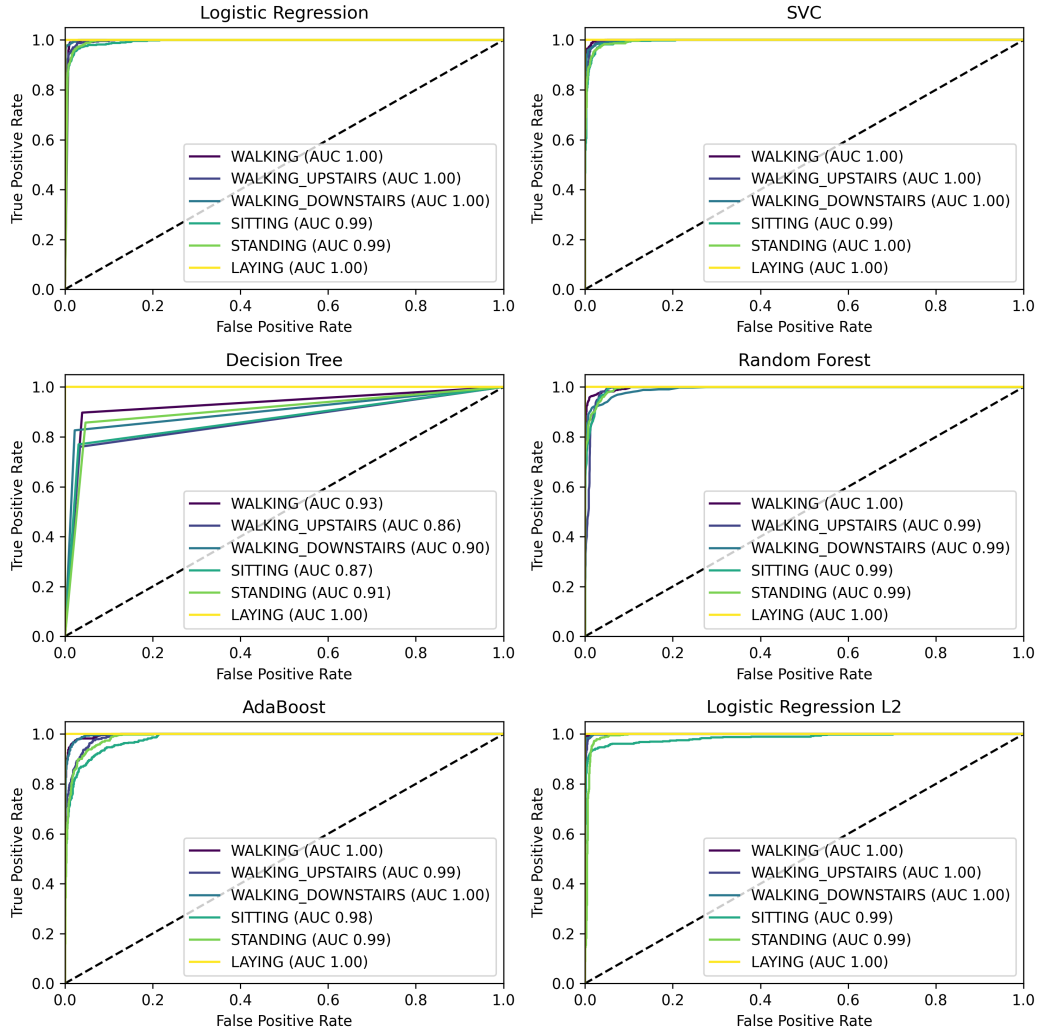 Logistic Regression
True Positive Rate
1.0
0.8
0.6
0.4
0.2
0.0
WALKING (AUC 1.00)
WALKING_UPSTAIRS (AUC 1.00)
WALKING_DOWNSTAIRS (AUC 1.00)
SITTING (AUC 0.99)
STANDING (AUC 0.99)
LAYING (AUC 1.00)
0.0 0.2 0.4 0.6 0.8 1.0
False Positive Rate
SVC
True Positive Rate
1.0
0.8
0.6
0.4
0.2
0.0
WALKING (AUC 1.00)
WALKING_UPSTAIRS (AUC 1.00)
WALKING_DOWNSTAIRS (AUC 1.00)
SITTING (AUC 0.99)
STANDING (AUC 1.00)
LAYING (AUC 1.00)
0.0 0.2 0.4 0.6 0.8 1.0
False Positive Rate
Decision Tree
True Positive Rate
1.0
0.8
0.6
0.4
0.2
0.0
WALKING (AUC 0.93)
WALKING_UPSTAIRS (AUC 0.86)
WALKING_DOWNSTAIRS (AUC 0.90)
SITTING (AUC 0.87)
STANDING (AUC 0.91)
LAYING (AUC 1.00)
0.0 0.2 0.4 0.6 0.8 1.0
False Positive Rate
Random Forest
True Positive Rate
1.0
0.8
0.6
0.4
0.2
0.0
WALKING (AUC 1.00)
WALKING_UPSTAIRS (AUC 0.99)
WALKING_DOWNSTAIRS (AUC 0.99)
SITTING (AUC 0.99)
STANDING (AUC 0.99)
LAYING (AUC 1.00)
0.0 0.2 0.4 0.6 0.8 1.0
False Positive Rate
AdaBoost
True Positive Rate
1.0
0.8
0.6
0.4
0.2
0.0
WALKING (AUC 1.00)
WALKING_UPSTAIRS (AUC 0.99)
WALKING_DOWNSTAIRS (AUC 1.00)
SITTING (AUC 0.98)
STANDING (AUC 0.99)
LAYING (AUC 1.00)
0.0 0.2 0.4 0.6 0.8 1.0
False Positive Rate
Logistic Regression L2
True Positive Rate
1.0
0.8
0.6
0.4
0.2
0.0
WALKING (AUC 1.00)
WALKING_UPSTAIRS (AUC 1.00)
WALKING_DOWNSTAIRS (AUC 1.00)
SITTING (AUC 0.99)
STANDING (AUC 0.99)
LAYING (AUC 1.00)
0.0 0.2 0.4 0.6 0.8 1.0
False Positive Rate